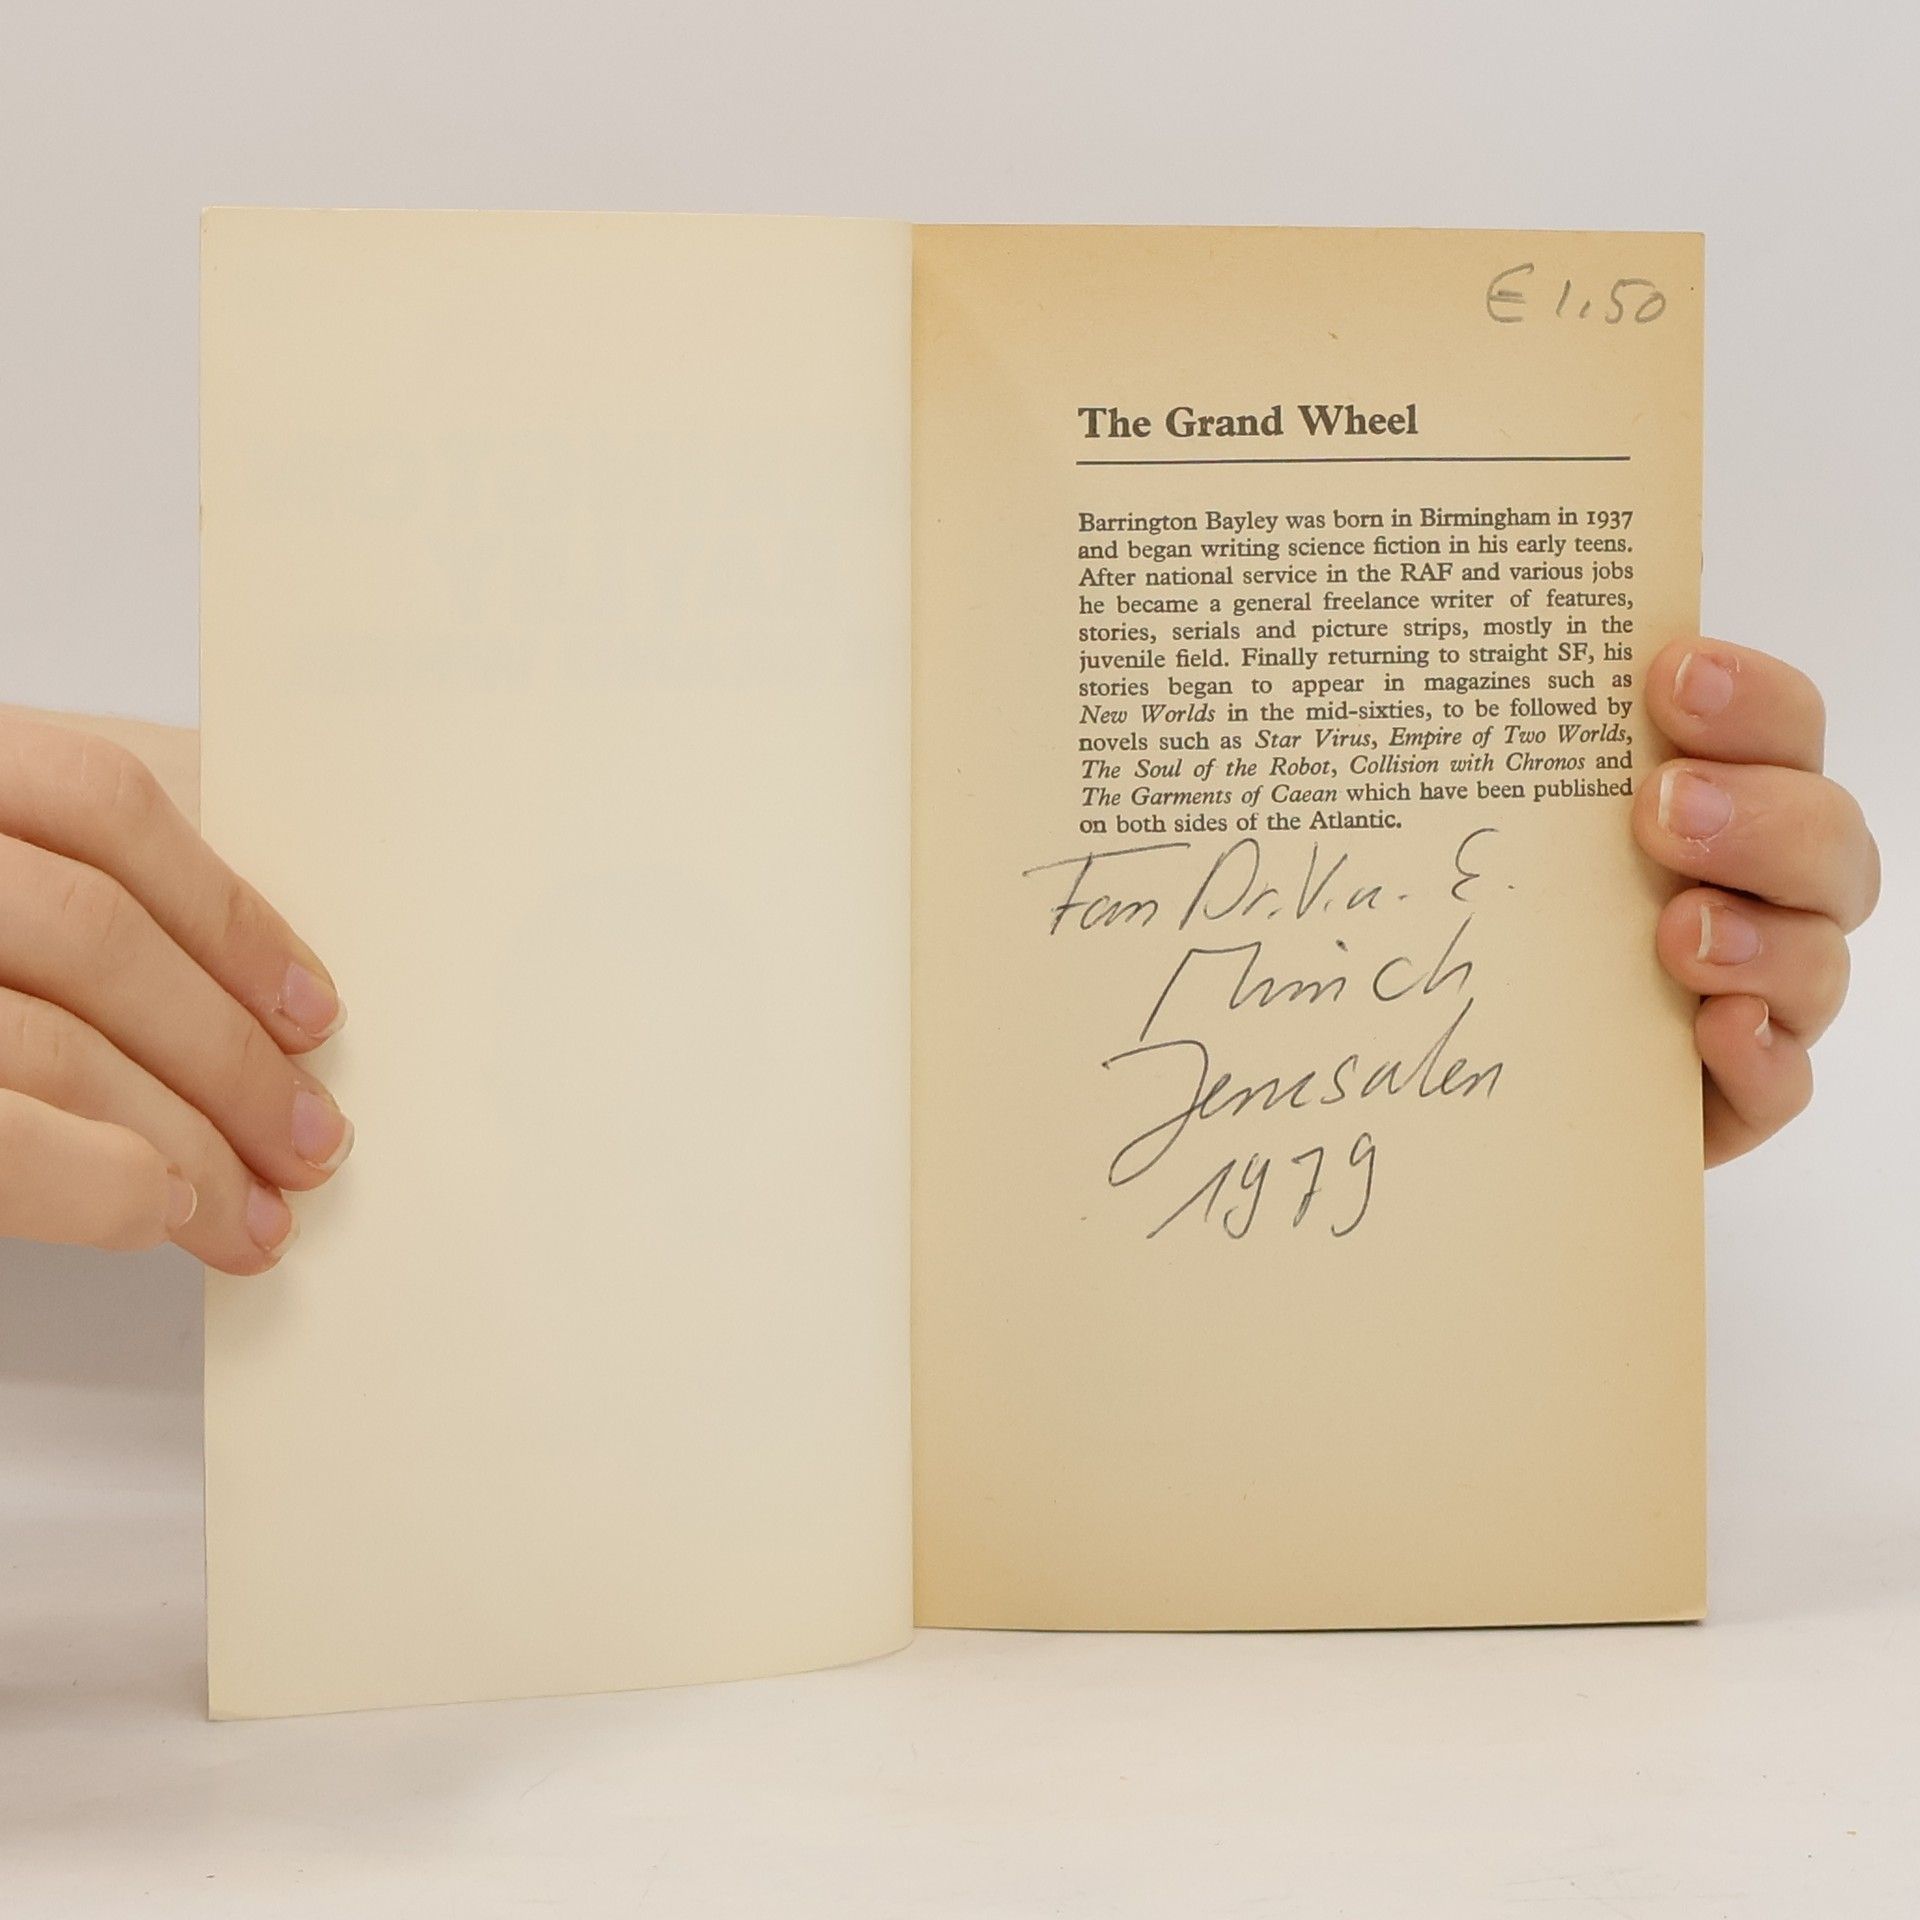 € 1,50
The Grand Wheel
Barrington Bayley was born in Birmingham in 1937
and began writing science fiction in his early teens.
After national service in the RAF and various jobs
he became a general freelance writer of features,
stories, serials and picture strips, mostly in the
juvenile field. Finally returning to straight SF, his
stories began to appear in magazines such as
New Worlds in the mid-sixties, to be followed by
novels such as Star Virus, Empire of Two Worlds,
The Soul of the Robot, Collision with Chronos and
The Garments of Caean which have been published
on both sides of the Atlantic.
Fam Dr. V. u. E.
Jerusalem
1979